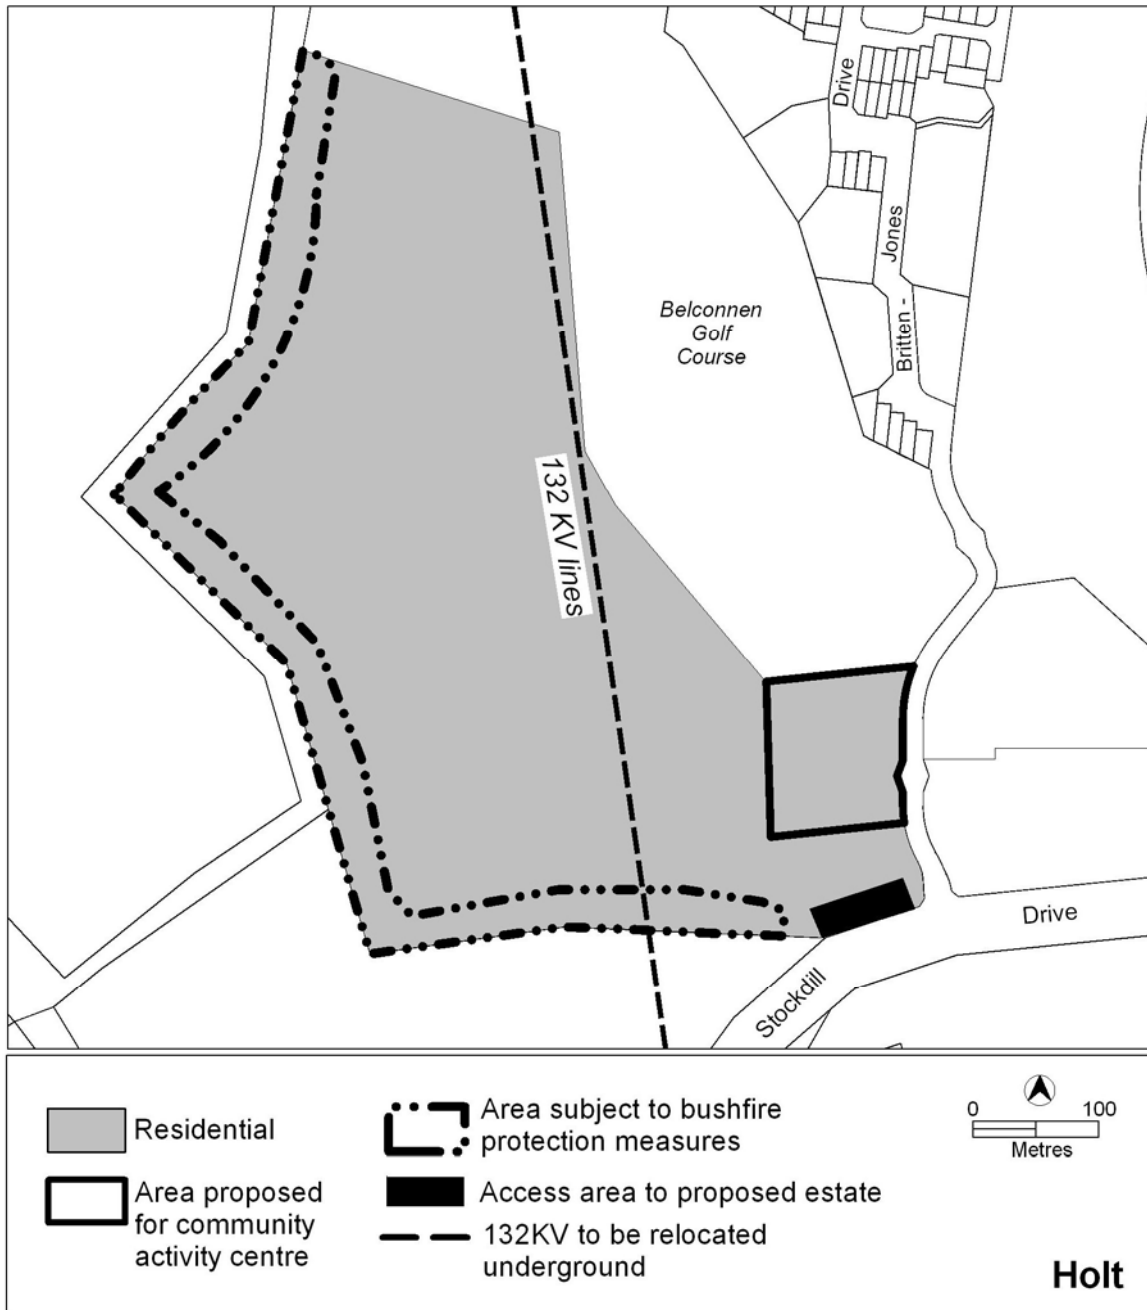 Drive
Jones
Britten -
Belconnen
Golf
Course
132 KV lines
Drive
Stockdill
Residential
Area proposed
for community
activity centre
Area subject to bushfire
protection measures
Access area to proposed estate
132KV to be relocated
underground
0 100
Metres
Holt